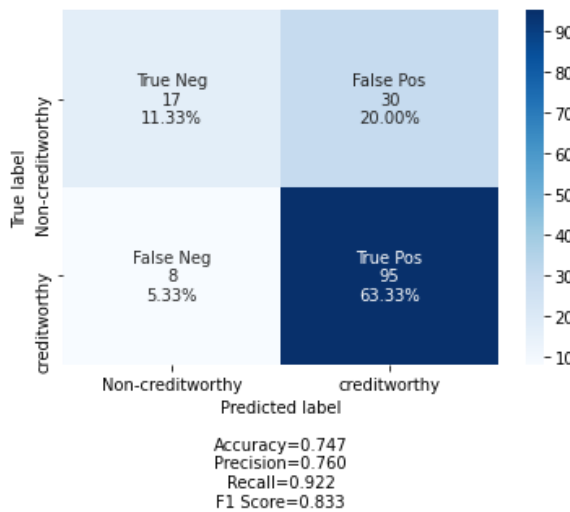 True Neg
17
11.33%
False Pos
30
20.00%
False Neg
8
5.33%
True Pos
95
63.33%
True label
Non-creditworthy
creditworthy
Non-creditworthy
creditworthy
Predicted label
90
80
70
60
50
40
30
20
10
Accuracy=0.747
Precision=0.760
Recall=0.922
F1 Score=0.833